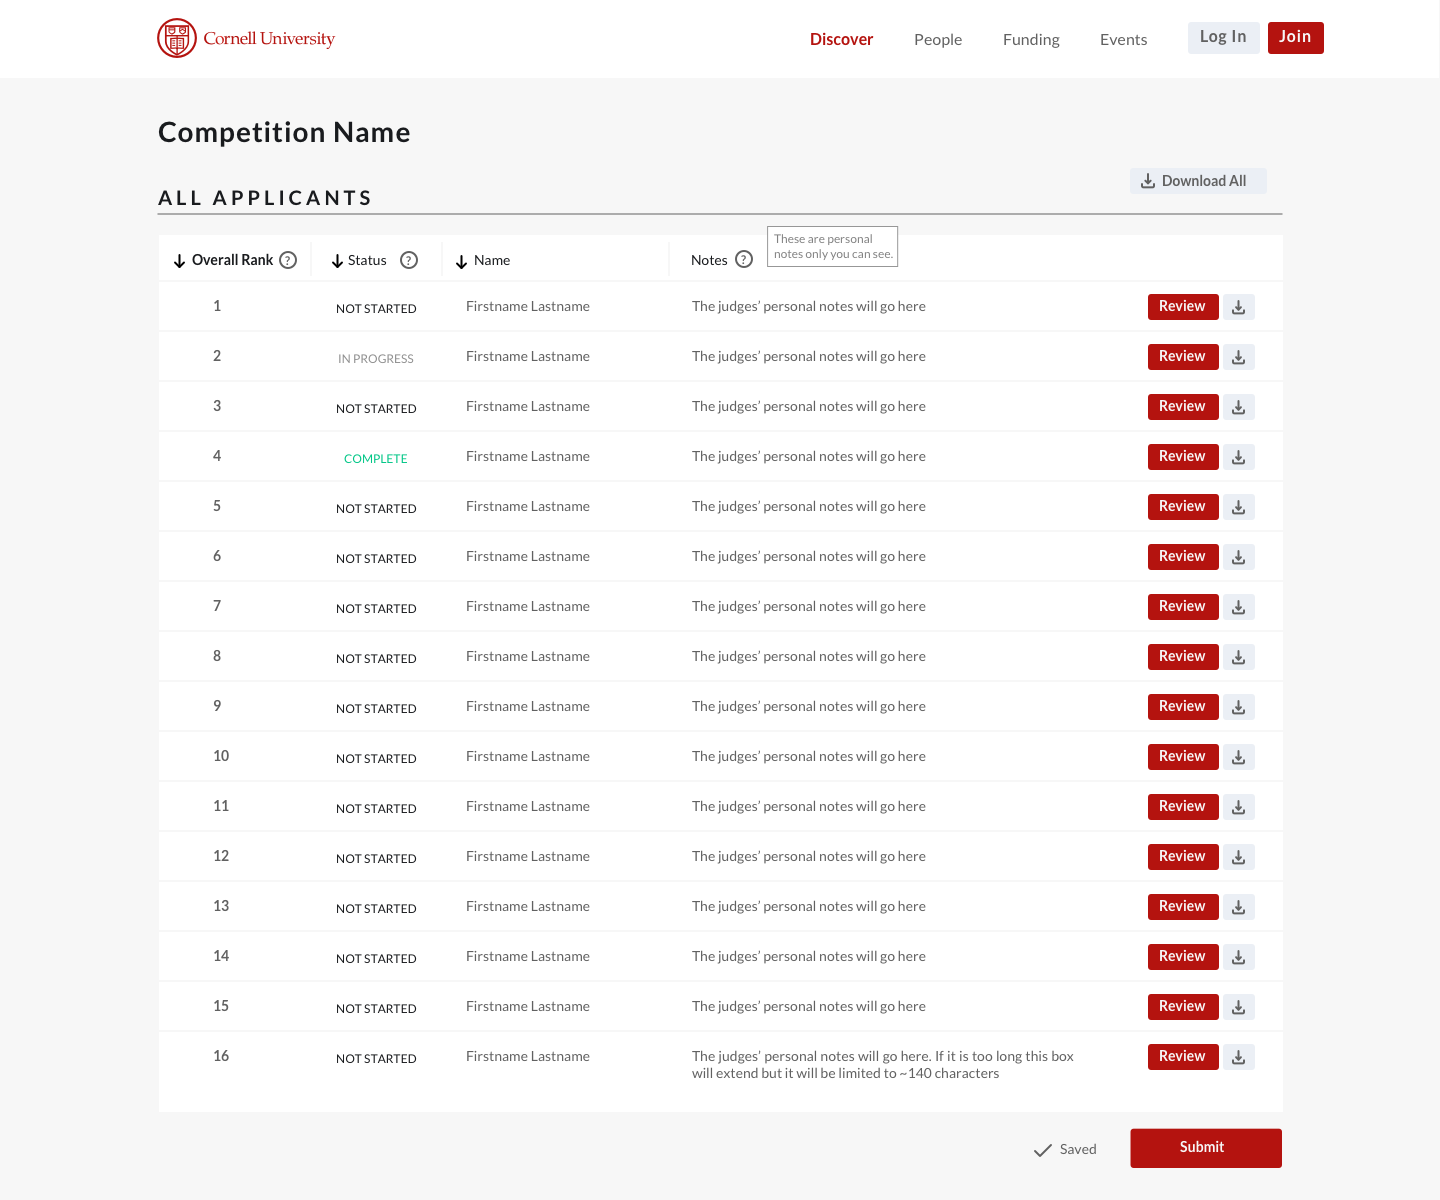 Cornell University
Discover People Funding Events Log In Join
Competition Name
Download All
ALL APPLICANTS
These are personal
notes only you can see.
Overall Rank ? Status ? Name Notes ?
1 NOT STARTED Firstname Lastname The judges’ personal notes will go here Review
2 IN PROGRESS Firstname Lastname The judges’ personal notes will go here Review
3 NOT STARTED Firstname Lastname The judges’ personal notes will go here Review
4 COMPLETE Firstname Lastname The judges’ personal notes will go here Review
5 NOT STARTED Firstname Lastname The judges’ personal notes will go here Review
6 NOT STARTED Firstname Lastname The judges’ personal notes will go here Review
7 NOT STARTED Firstname Lastname The judges’ personal notes will go here Review
8 NOT STARTED Firstname Lastname The judges’ personal notes will go here Review
9 NOT STARTED Firstname Lastname The judges’ personal notes will go here Review
10 NOT STARTED Firstname Lastname The judges’ personal notes will go here Review
11 NOT STARTED Firstname Lastname The judges’ personal notes will go here Review
12 NOT STARTED Firstname Lastname The judges’ personal notes will go here Review
13 NOT STARTED Firstname Lastname The judges’ personal notes will go here Review
14 NOT STARTED Firstname Lastname The judges’ personal notes will go here Review
15 NOT STARTED Firstname Lastname The judges’ personal notes will go here Review
16 NOT STARTED Firstname Lastname The judges’ personal notes will go here. If it is too long this box Review
will extend but it will be limited to ~140 characters
Saved Submit